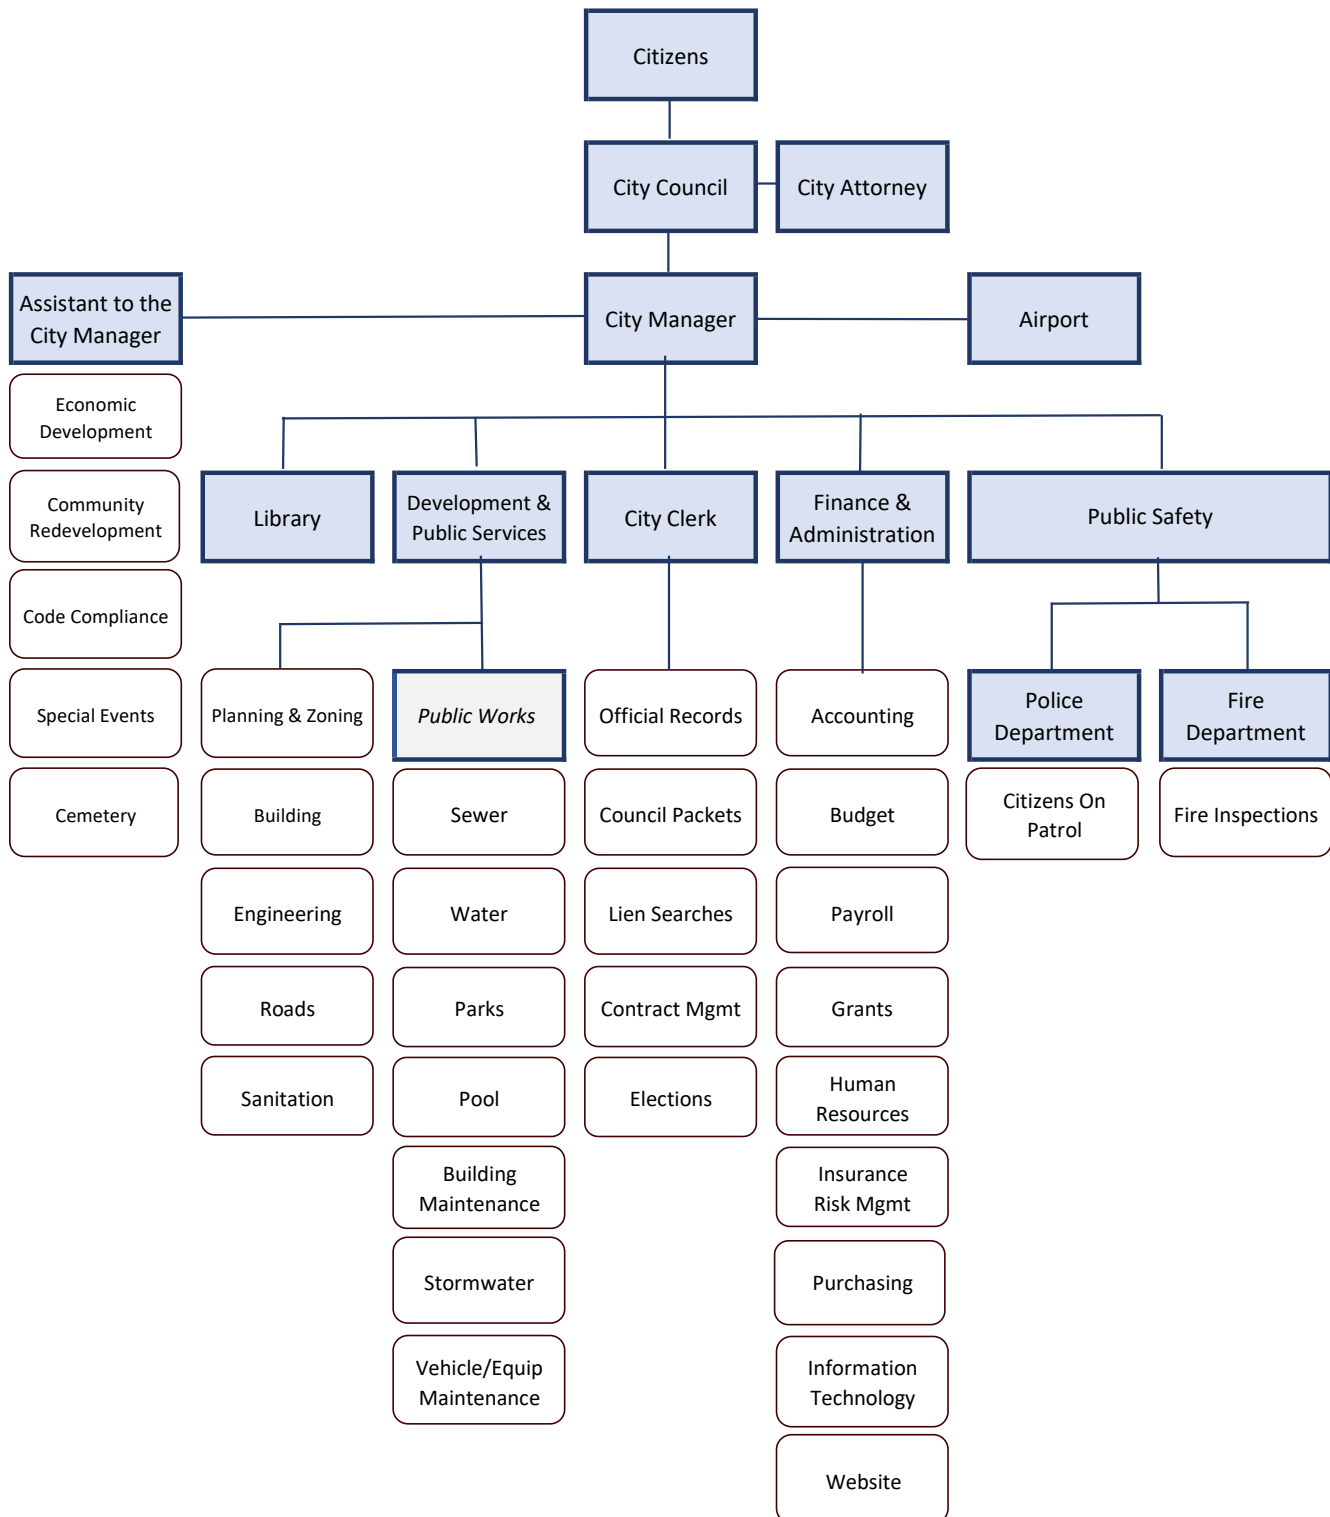 Citizens
City Council
City Attorney
Assistant to the
City Manager
City Manager
Airport
Economic
Development
Community
Redevelopment
Code Compliance
Special Events
Cemetery
Library
Development &
Public Services
City Clerk
Finance &
Administration
Public Safety
Planning & Zoning
Building
Engineering
Roads
Sanitation
Public Works
Sewer
Water
Parks
Pool
Building
Maintenance
Stormwater
Vehicle/Equip
Maintenance
Official Records
Council Packets
Lien Searches
Contract Mgmt
Elections
Accounting
Budget
Payroll
Grants
Human
Resources
Insurance
Risk Mgmt
Purchasing
Information
Technology
Website
Police
Department
Citizens On
Patrol
Fire
Department
Fire Inspections